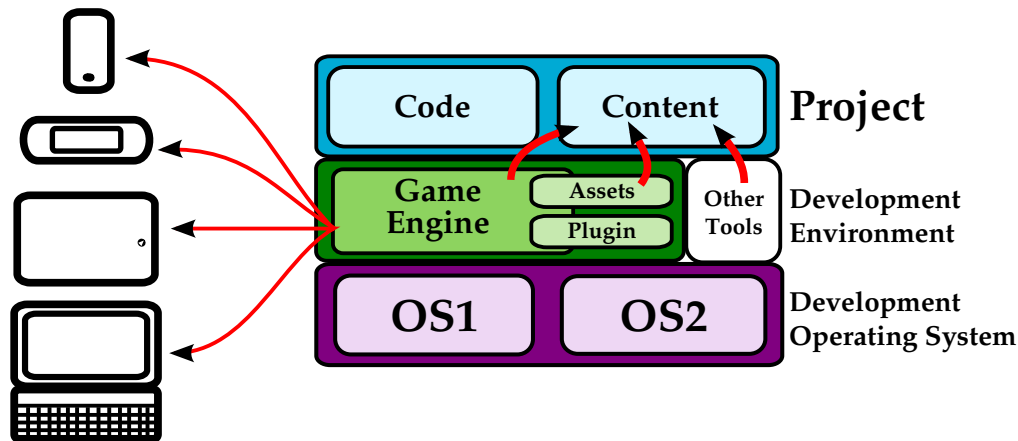 Code
Content
Project
Game
Engine
Assets
Plugin
Other
Tools
Development
Environment
OS1
OS2
Development
Operating System